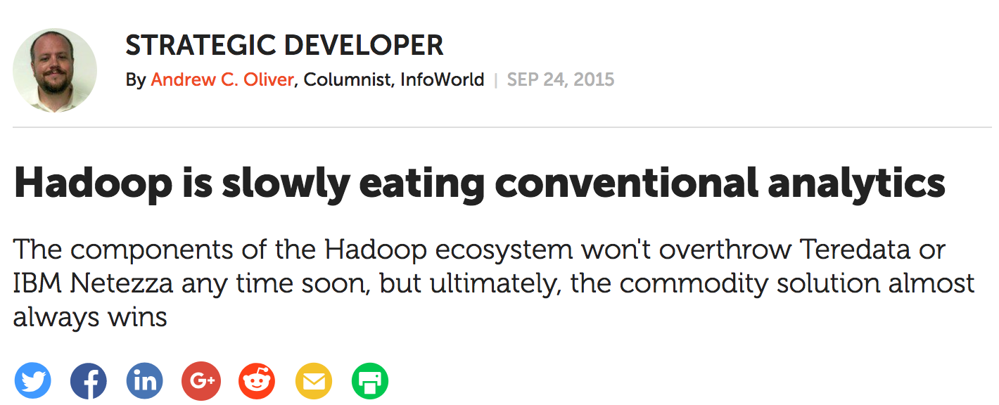 STRATEGIC DEVELOPER
By Andrew C. Oliver, Columnist, InfoWorld | SEP 24, 2015
Hadoop is slowly eating conventional analytics
The components of the Hadoop ecosystem won't overthrow Teredata or
IBM Netezza any time soon, but ultimately, the commodity solution almost
always wins
f
in
G+